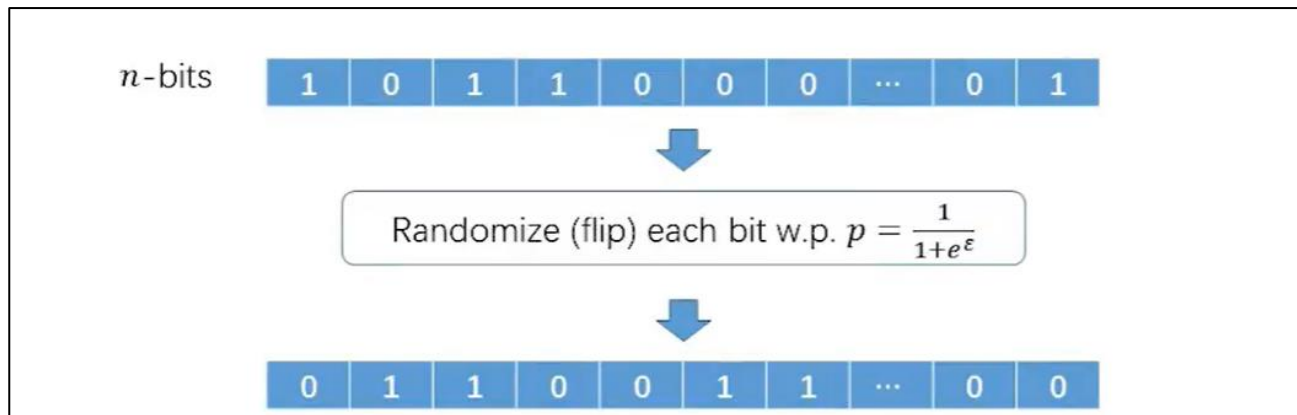 n-bits 1 0 1 1 0 0 0 ... 0 1
Randomize (flip) each bit w.p. p = 1/(1+e^ε)
0 1 1 0 0 1 1 ... 0 0